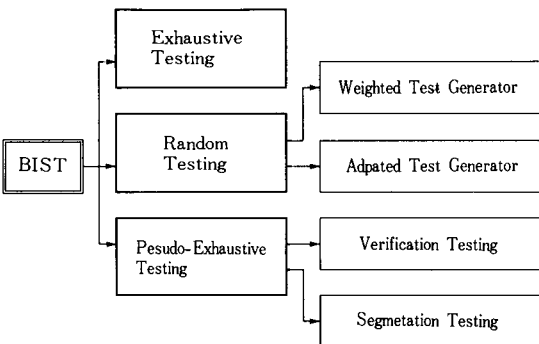 BIST
Exhaustive
Testing
Random
Testing
Pesudo-Exhaustive
Testing
Weighted Test Generator
Adpated Test Generator
Verification Testing
Segmetation Testing